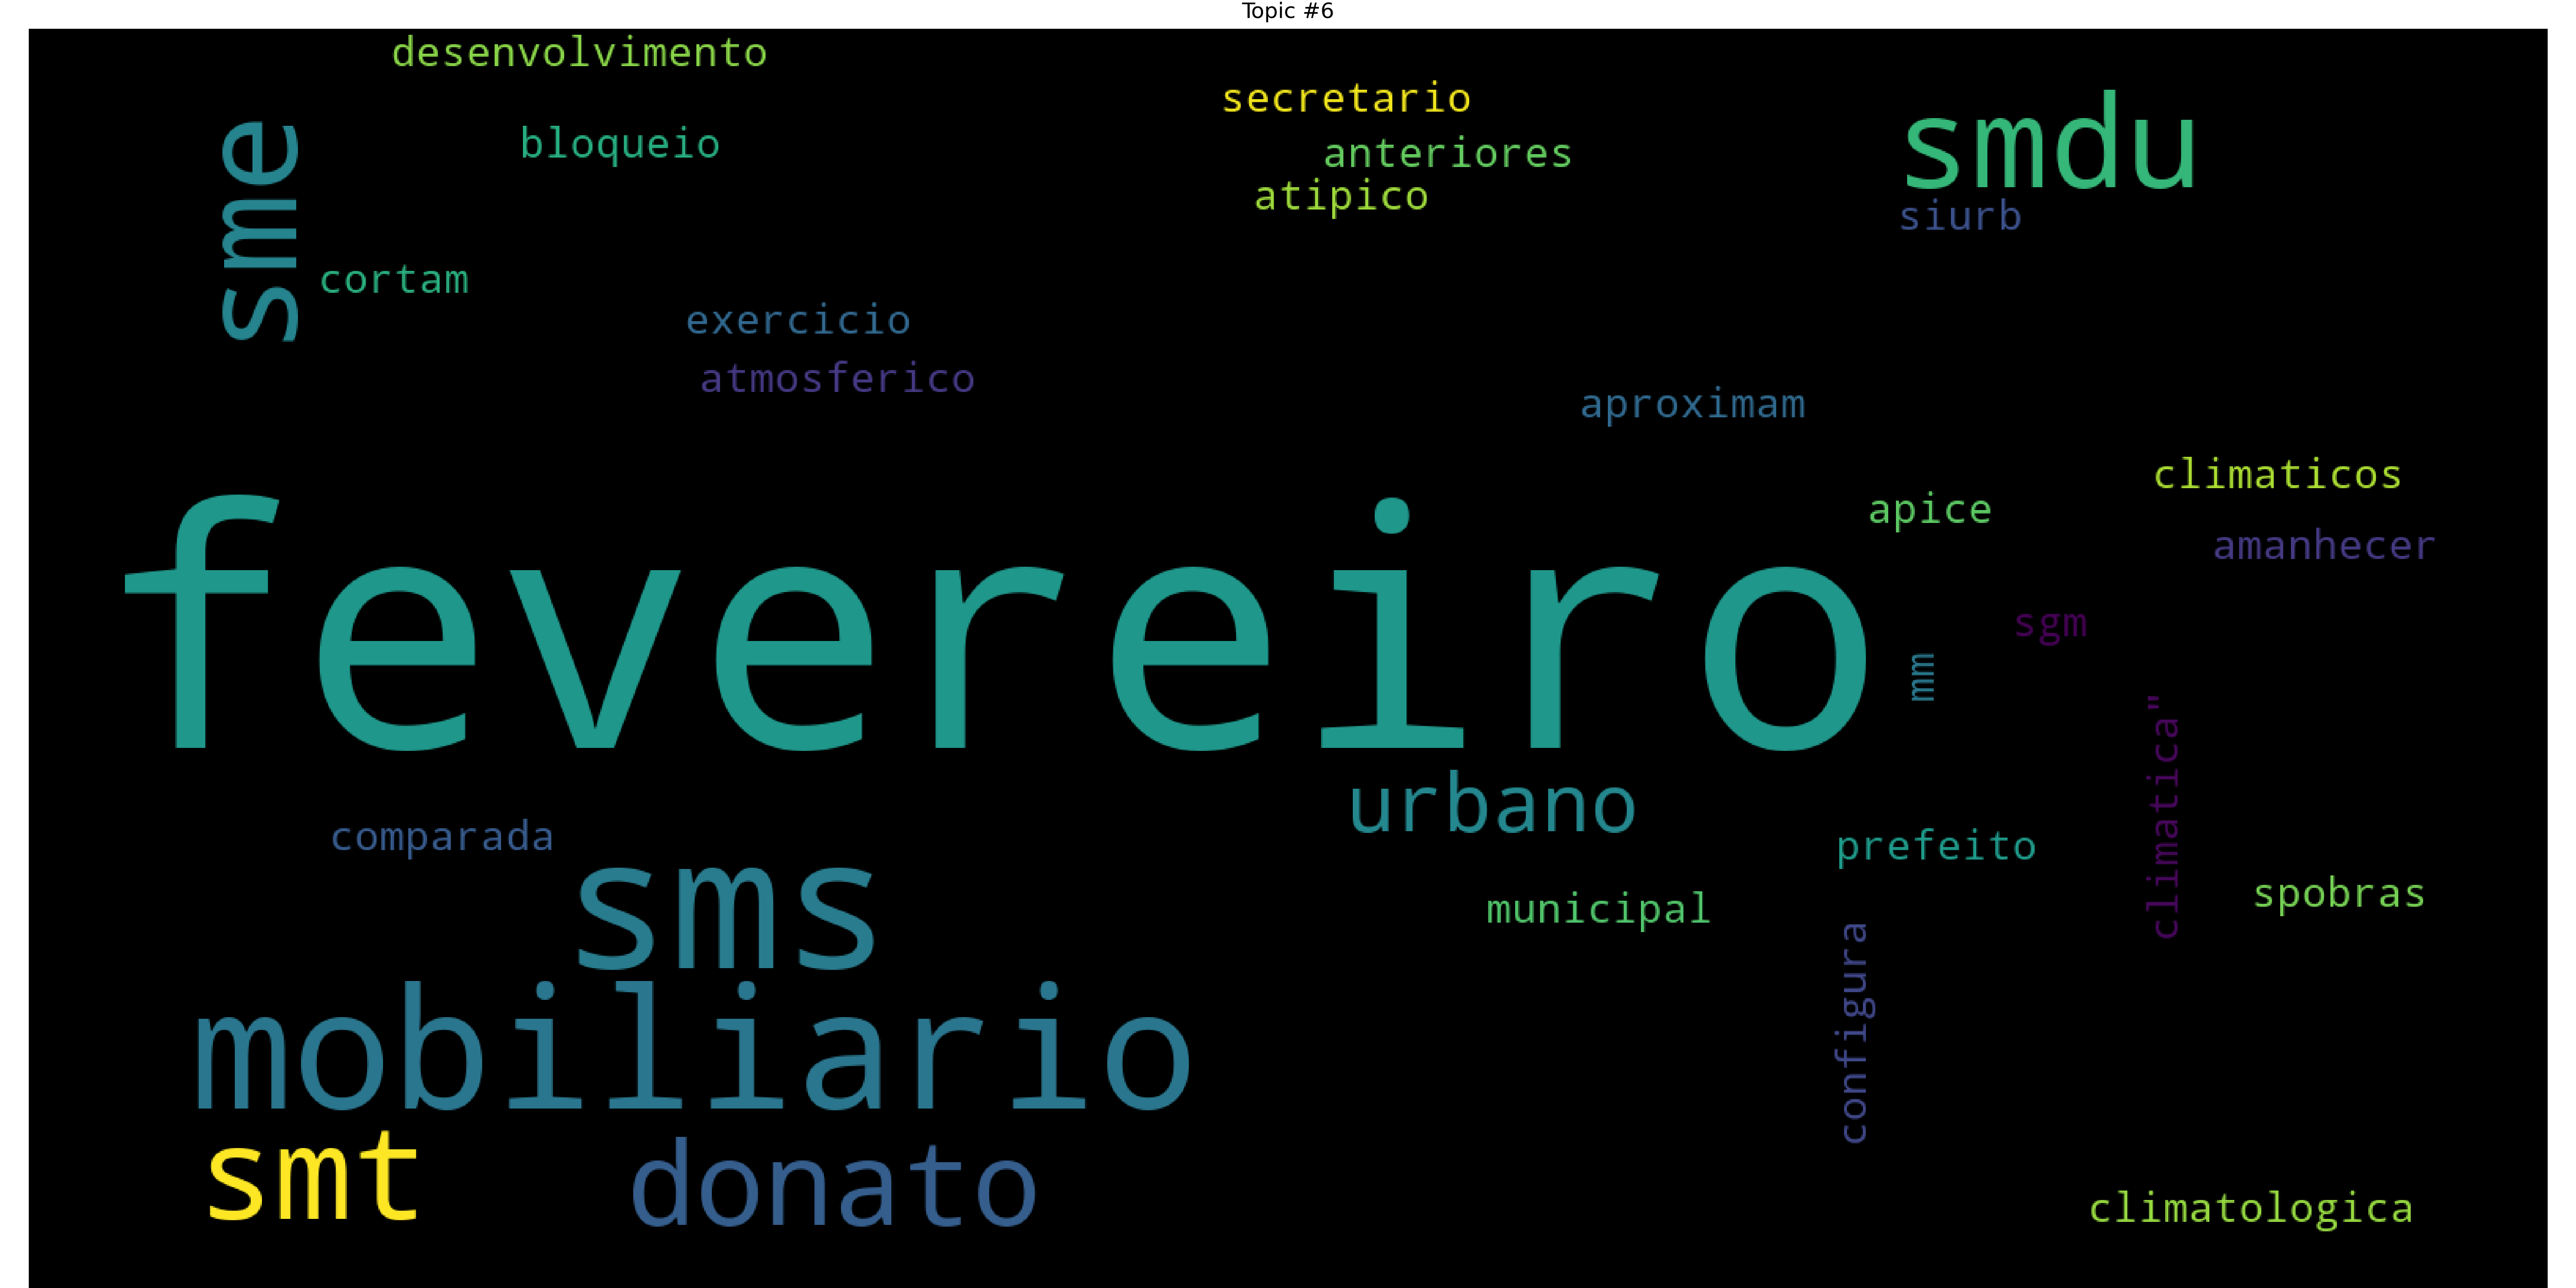 Topic #6
desenvolvimento
secretario
smdu
sme
bloqueio
anteriores
atipico
siurb
cortam
exercicio
atmosferico
aproximam
climaticos
apice
amanhecer
fevereiro
sgm
mm
climatica"
urbano
comparada
prefeito
sms
municipal
spobras
configura
mobiliario
smt
donato
climatologica